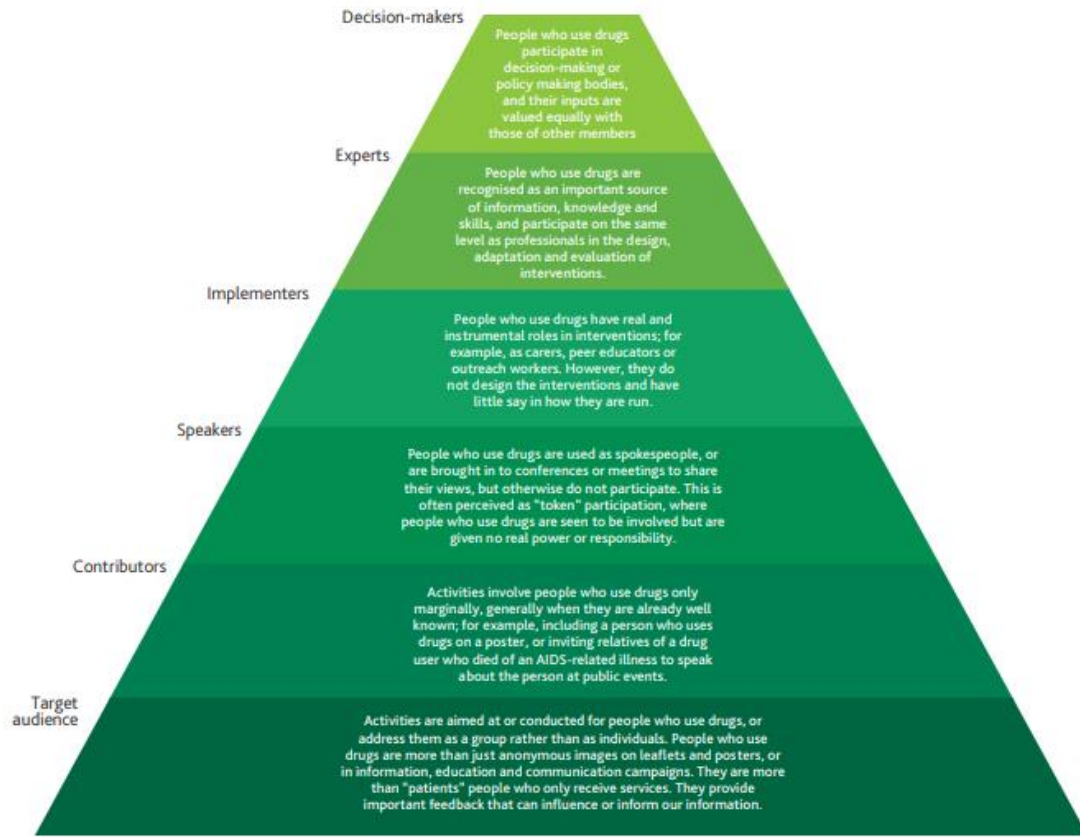 Decision-makers
People who use drugs
participate in
decision-making or
policy making bodies,
and their inputs are
valued equally with
those of other members
Experts
People who use drugs are
recognised as an important source
of information, knowledge and
skills, and participate on the same
level as professionals in the design,
adaptation and evaluation of
interventions.
Implementers
People who use drugs have real and
instrumental roles in interventions; for
example, as carers, peer educators or
outreach workers. However, they do
not design the interventions and have
little say in how they are run.
Speakers
People who use drugs are used as spokespeople, or
are brought in to conferences or meetings to share
their views, but otherwise do not participate. This is
often perceived as "token" participation, where
people who use drugs are seen to be involved but are
given no real power or responsibility.
Contributors
Activities involve people who use drugs only
marginally, generally when they are already well
known; for example, including a person who uses
drugs on a poster, or inviting relatives of a drug
user who died of an AIDS-related illness to speak
about the person at public events.
Target
audience
Activities are aimed at or conducted for people who use drugs, or
address them as a group rather than as individuals. People who use
drugs are more than just anonymous images on leaflets and posters, or
in information, education and communication campaigns. They are more
than "patients" people who only receive services. They provide
important feedback that can influence or inform our information.